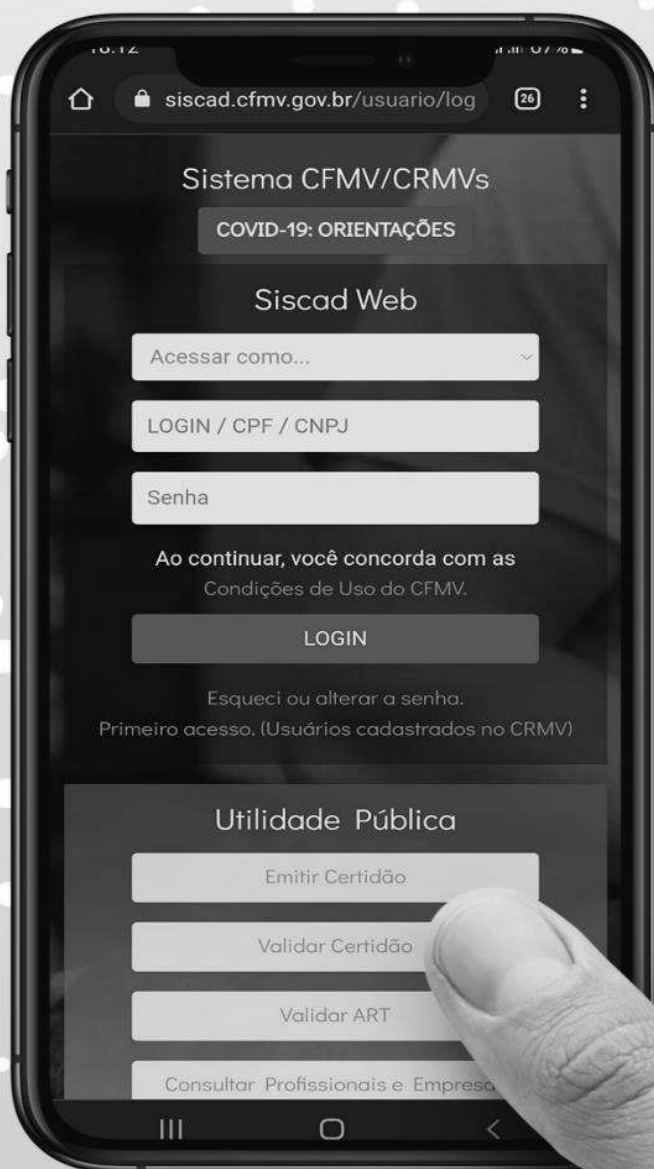 siscad.cfmv.gov.br/usuario/log
26
Sistema CFMV/CRMVs
COVID-19: ORIENTAÇÕES
Siscad Web
Acessar como...
LOGIN / CPF / CNPJ
Senha
Ao continuar, você concorda com as
Condições de Uso do CFMV.
LOGIN
Esqueci ou alterar a senha.
Primeiro acesso. (Usuários cadastrados no CRMV)
Utilidade Pública
Emitir Certidão
Validar Certidão
Validar ART
Consultar Profissionais e Empresa